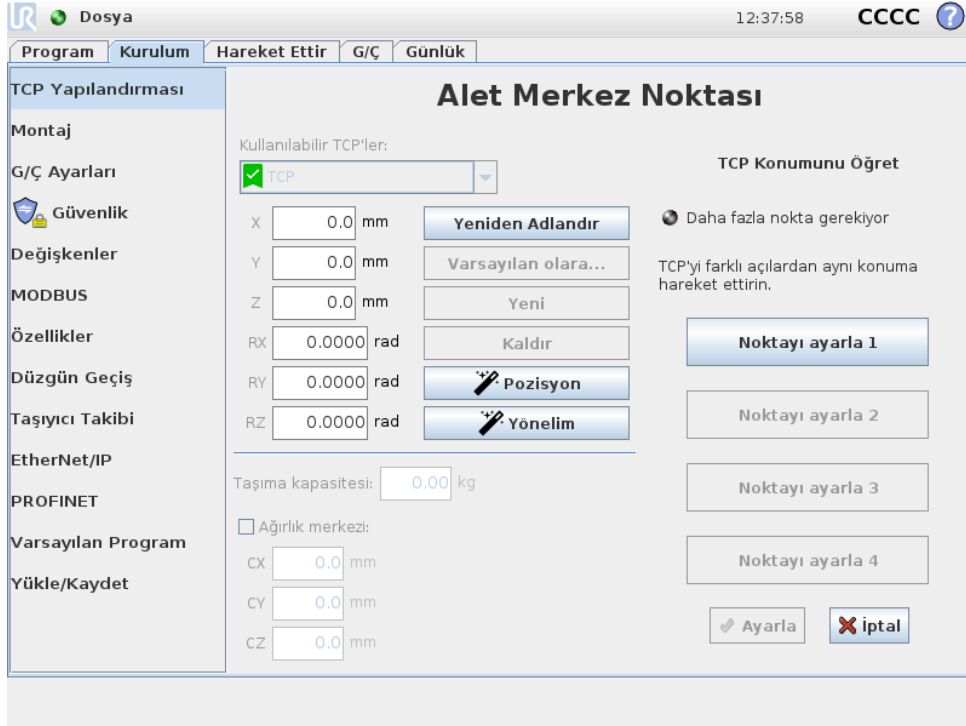 UR Dosya 12:37:58 CCCC ?
Program Kurulum Hareket Ettir G/Ç Günlük
TCP Yapılandırması
Montaj
G/Ç Ayarları
Güvenlik
Değişkenler
MODBUS
Özellikler
Düzgün Geçiş
Taşıyıcı Takibi
EtherNet/IP
PROFINET
Varsayılan Program
Yükle/Kaydet
Alet Merkez Noktası
Kullanılabilir TCP'ler:
TCP
X 0.0 mm Yeniden Adlandır
Y 0.0 mm Varsayılan olara...
Z 0.0 mm Yeni
RX 0.0000 rad Kaldır
RY 0.0000 rad Pozisyon
RZ 0.0000 rad Yönelim
Taşıma kapasitesi: 0.00 kg
Ağırlık merkezi:
CX 0.0 mm
CY 0.0 mm
CZ 0.0 mm
TCP Konumunu Öğret
Daha fazla nokta gerekiyor
TCP'yi farklı açılardan aynı konuma
hareket ettirin.
Noktayı ayarla 1
Noktayı ayarla 2
Noktayı ayarla 3
Noktayı ayarla 4
Ayarla İptal